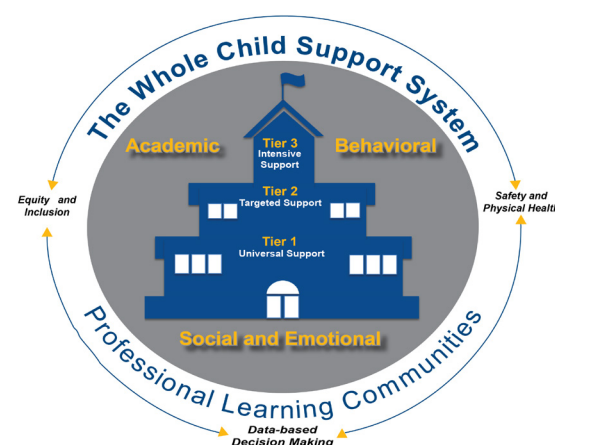 The Whole Child Support System
Academic
Behavioral
Tier 3
Intensive
Support
Tier 2
Targeted Support
Tier 1
Universal Support
Equity and
Inclusion
Safety and
Physical Healtl
Social and Emotional
Professional Learning Communities
Data-based
Decision Making